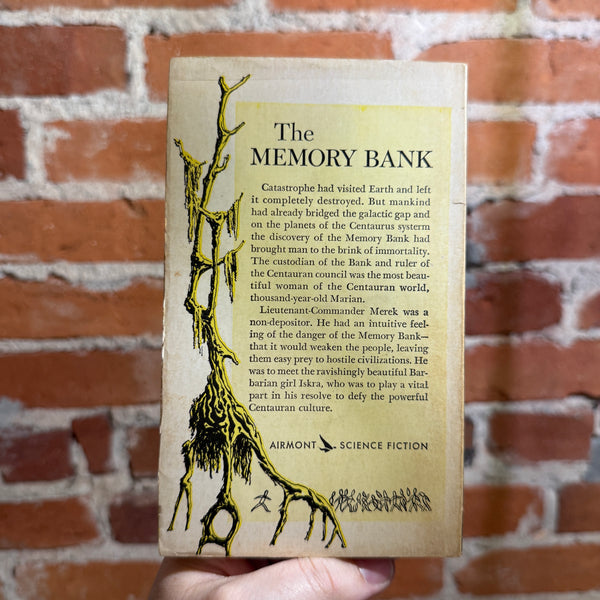 The
MEMORY BANK
Catastrophe had visited Earth and left
it completely destroyed. But mankind
had already bridged the galactic gap and
on the planets of the Centaurus systerm
the discovery of the Memory Bank had
brought man to the brink of immortality.
The custodian of the Bank and ruler of
the Centauran council was the most beau-
tiful woman of the Centauran world,
thousand-year-old Marian.
Lieutenant-Commander Merek was a
non-depositor. He had an intuitive feel-
ing of the danger of the Memory Bank—
that it would weaken the people, leaving
them easy prey to hostile civilizations. He
was to meet the ravishingly beautiful Bar-
barian girl Iskra, who was to play a vital
part in his resolve to defy the powerful
Centauran culture.
AIRMONT SCIENCE FICTION